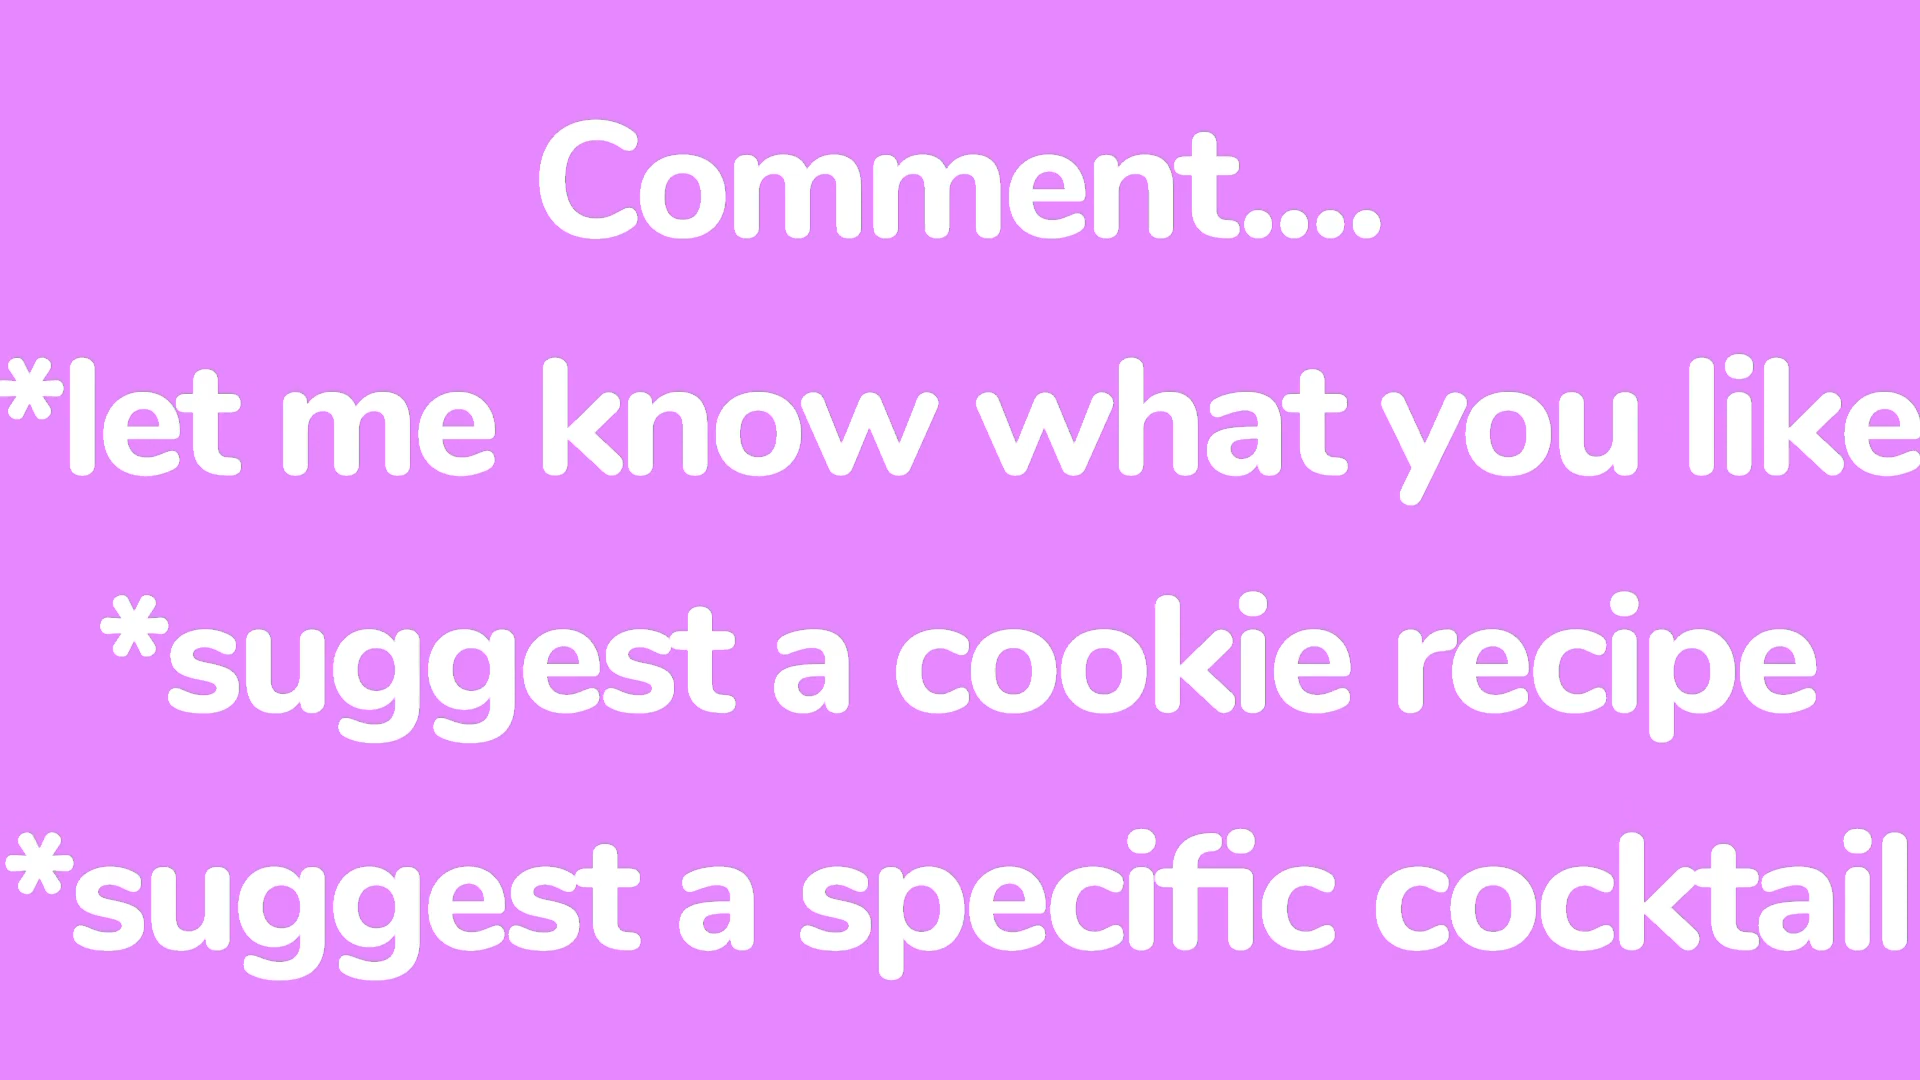 Comment....
*let me know what you like
*suggest a cookie recipe
*suggest a specific cocktail